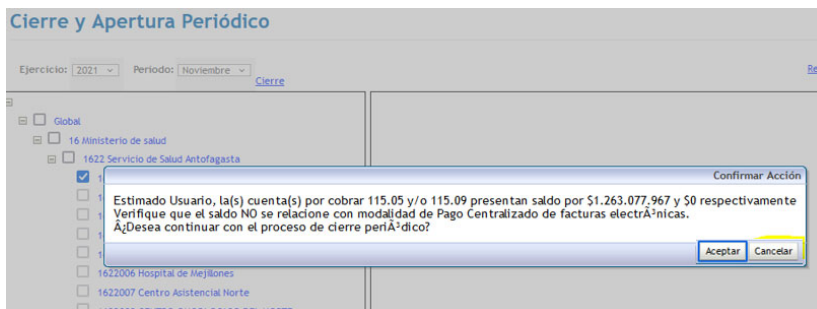 Cierre y Apertura Periódico
Ejercicio: 2021 Periodo: Noviembre Cierre Re
Global
16 Ministerio de salud
1622 Servicio de Salud Antofagasta
Confirmar Acción
Estimado Usuario, la(s) cuenta(s) por cobrar 115.05 y/o 115.09 presentan saldo por $1.263.077.967 y $0 respectivamente
Verifique que el saldo NO se relacione con modalidad de Pago Centralizado de facturas electrÃ³nicas.
Â¿Desea continuar con el proceso de cierre periÃ³dico?
Aceptar Cancelar
1622006 Hospital de Mejillones
1622007 Centro Asistencial Norte